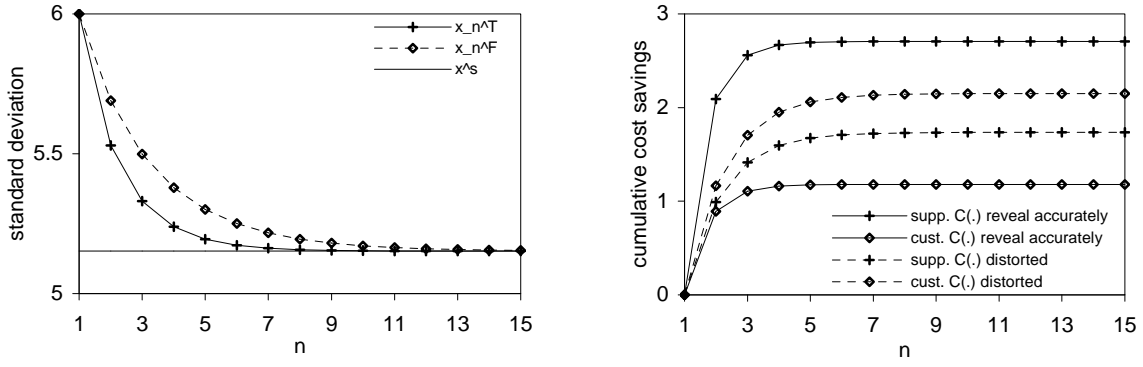 standard deviation
6
5.5
5
1 3 5 7 9 11 13 15
n
x_n^T
x_n^F
x^s
cumulative cost savings
3
2
1
0
1 3 5 7 9 11 13 15
n
supp. C(.) reveal accurately
cust. C(.) reveal accurately
supp. C(.) distorted
cust. C(.) distorted